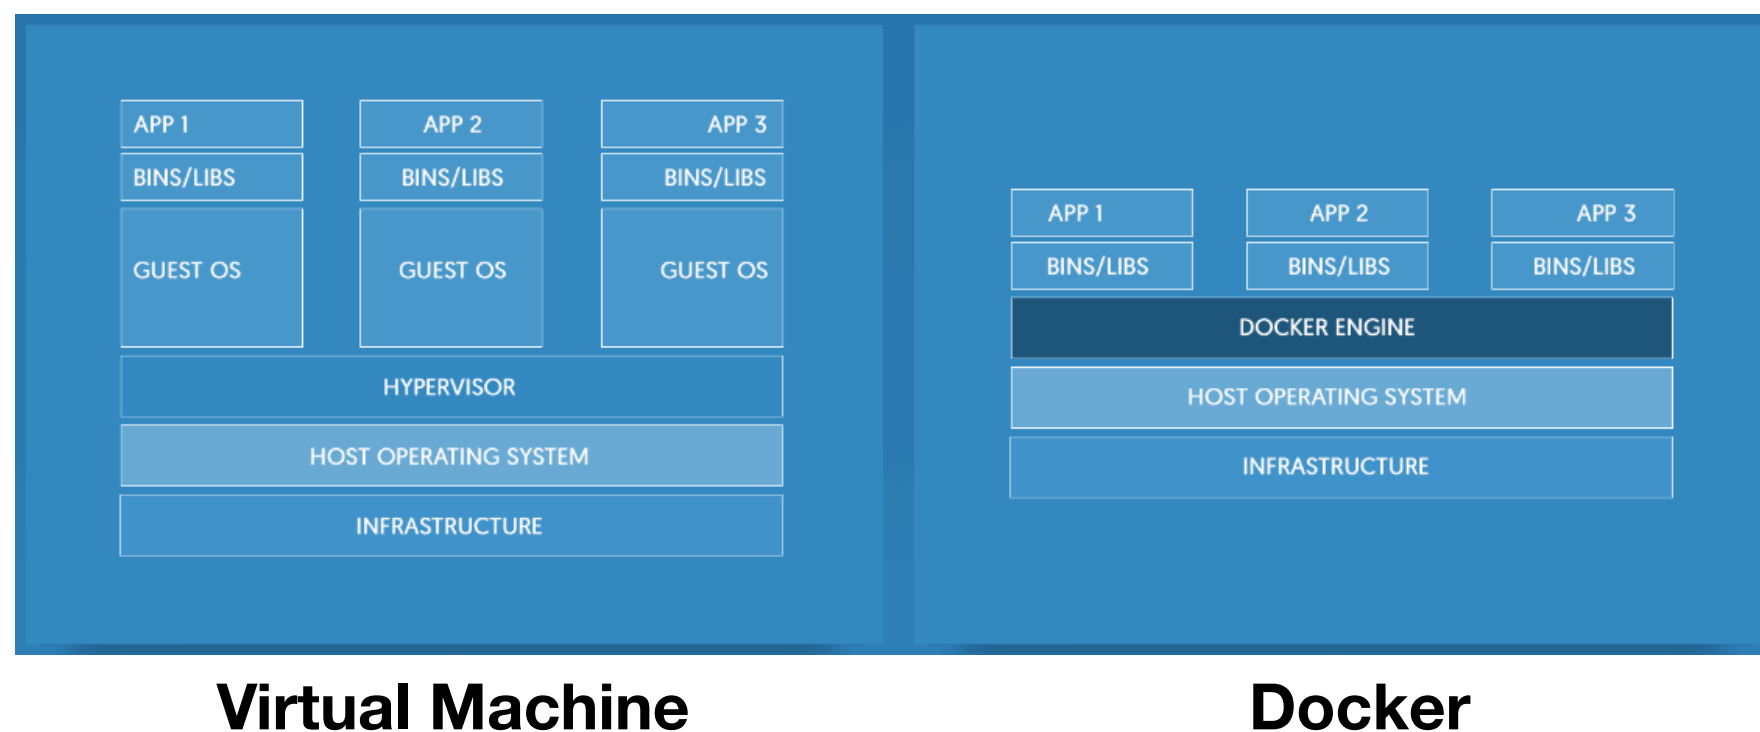 APP 1 APP 2 APP 3
BINS/LIBS BINS/LIBS BINS/LIBS
GUEST OS GUEST OS GUEST OS
HYPERVISOR
HOST OPERATING SYSTEM
INFRASTRUCTURE
Virtual Machine
APP 1 APP 2 APP 3
BINS/LIBS BINS/LIBS BINS/LIBS
DOCKER ENGINE
HOST OPERATING SYSTEM
INFRASTRUCTURE
Docker